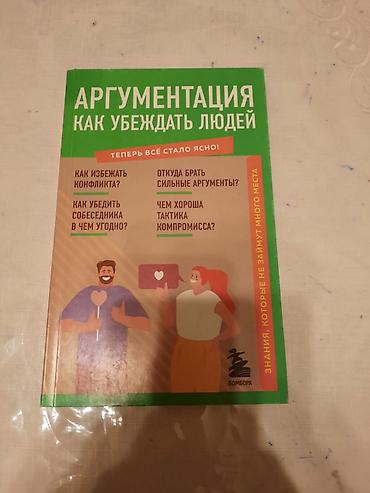 АРГУМЕНТАЦИЯ
КАК УБЕЖДАТЬ ЛЮДЕЙ
ТЕПЕРЬ ВСЁ СТАЛО ЯСНО!
КАК ИЗБЕЖАТЬ
КОНФЛИКТА?
ОТКУДА БРАТЬ
СИЛЬНЫЕ АРГУМЕНТЫ?
КАК УБЕДИТЬ
СОБЕСЕДНИКА
В ЧЕМ УГОДНО?
ЧЕМ ХОРОША
ТАКТИКА
КОМПРОМИССА?
ЗНАНИЯ, КОТОРЫЕ НЕ ЗАЙМУТ МНОГО МЕСТА
БОМБОРА